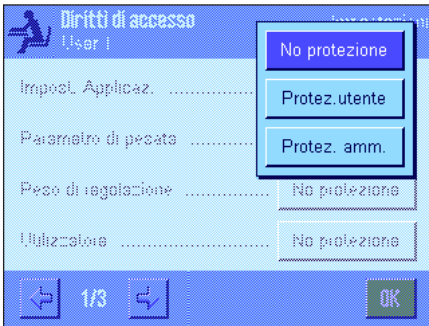 Diritti di accesso
User 1
Impostazioni
No protezione
Protez.utente
Protez. amm.
Impost. Applicaz. ................
Parametro di pesata ..............
Peso di regolazione .............. No protezione
Utilizzatore .......................... No protezione
1/3
OK